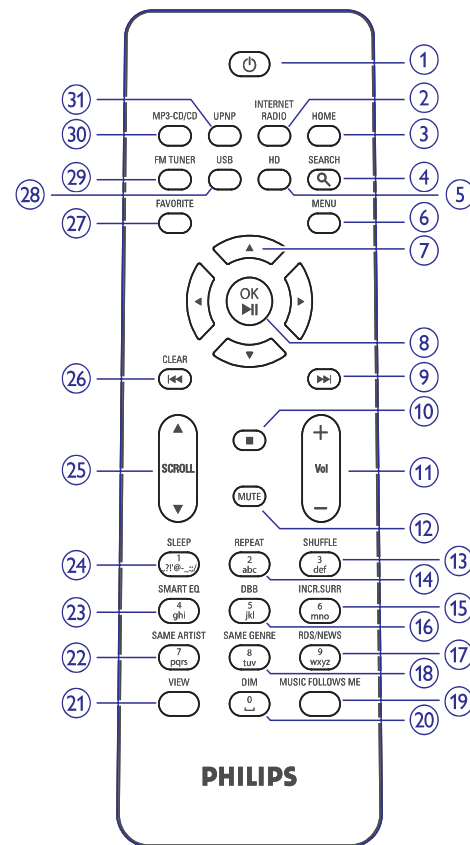 1
31
INTERNET
2
MP3-CD/CD
UPNP
RADIO
HOME
30
3
FM TUNER
USB
HD
SEARCH
29
4
28
5
FAVORITE
MENU
27
6
7
OK
8
CLEAR
26
9
10
+
25
SCROLL
Vol
11
MUTE
–
12
SLEEP
REPEAT
SHUFFLE
24
1
2
3
13
.,?!'@-_:;/
abc
def
14
SMART EQ
DBB
INCR.SURR
23
4
5
6
15
ghi
jkl
mno
16
SAME ARTIST
SAME GENRE
RDS/NEWS
22
7
8
9
17
pqrs
tuv
wxyz
18
VIEW
DIM
MUSIC FOLLOWS ME
21
0
19
20
PHILIPS